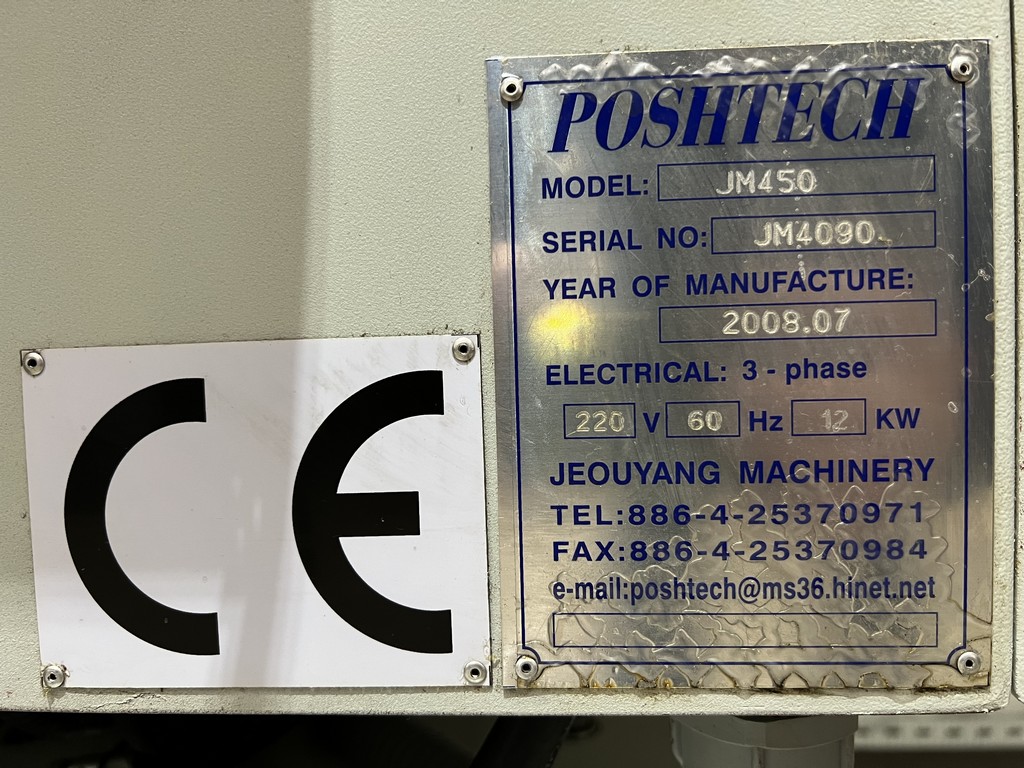 CE
POSHTECH
MODEL: JM450
SERIAL NO: JM4090
YEAR OF MANUFACTURE:
2008.07
ELECTRICAL: 3 - phase
220 V 60 Hz 12 KW
JEOUYANG MACHINERY
TEL:886-4-25370971
FAX:886-4-25370984
e-mail:poshtech@ms36.hinet.net